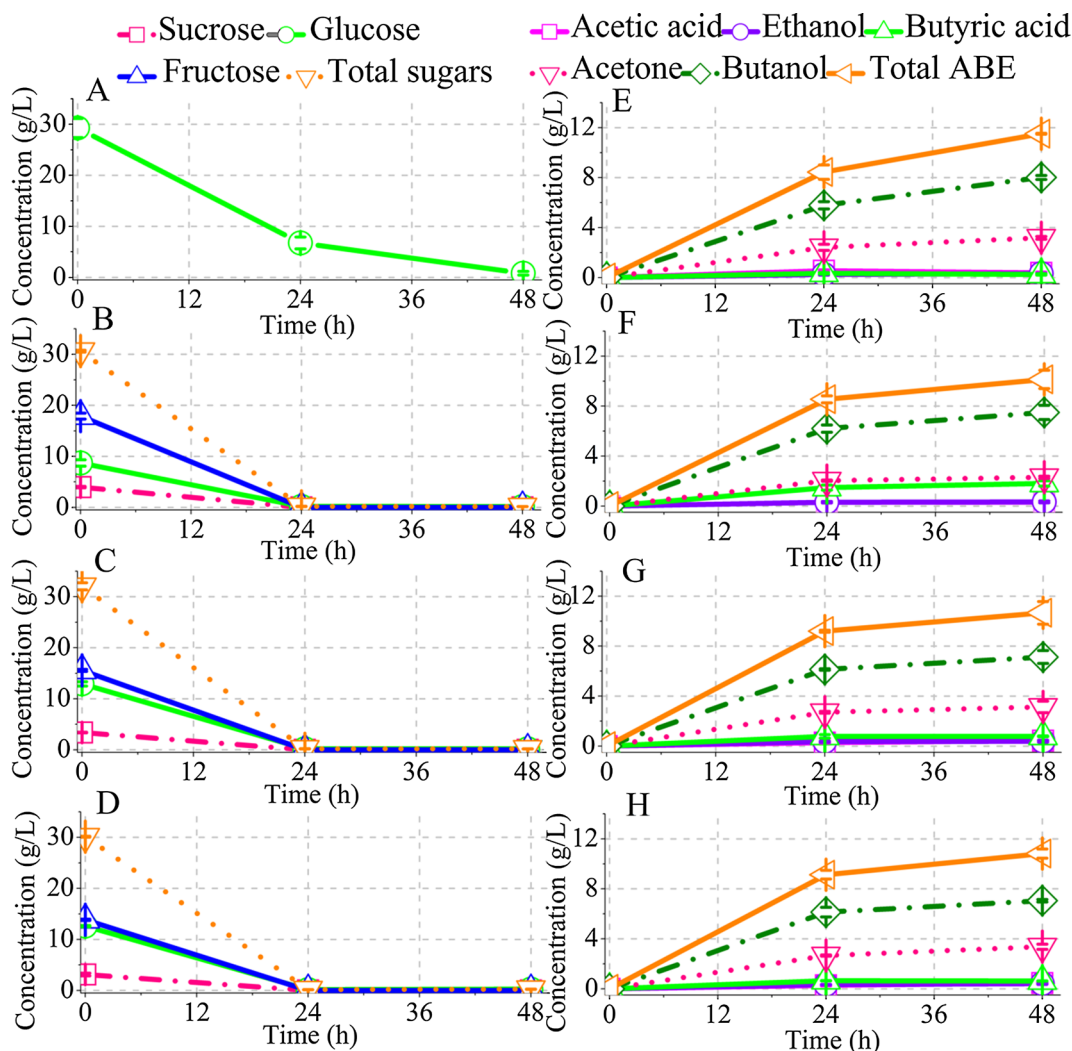 Sucrose Glucose
Fructose Total sugars
Acetic acid Ethanol Butyric acid
Acetone Butanol Total ABE
A
Concentration (g/L)
30
20
10
0
0 12 24 36 48
Time (h)
E
Concentration (g/L)
12
8
4
0
0 12 24 36 48
Time (h)
B
Concentration (g/L)
30
20
10
0
0 12 24 36 48
Time (h)
F
Concentration (g/L)
12
8
4
0
0 12 24 36 48
Time (h)
C
Concentration (g/L)
30
20
10
0
0 12 24 36 48
Time (h)
G
Concentration (g/L)
12
8
4
0
0 12 24 36 48
Time (h)
D
Concentration (g/L)
30
20
10
0
0 12 24 36 48
Time (h)
H
Concentration (g/L)
12
8
4
0
0 12 24 36 48
Time (h)